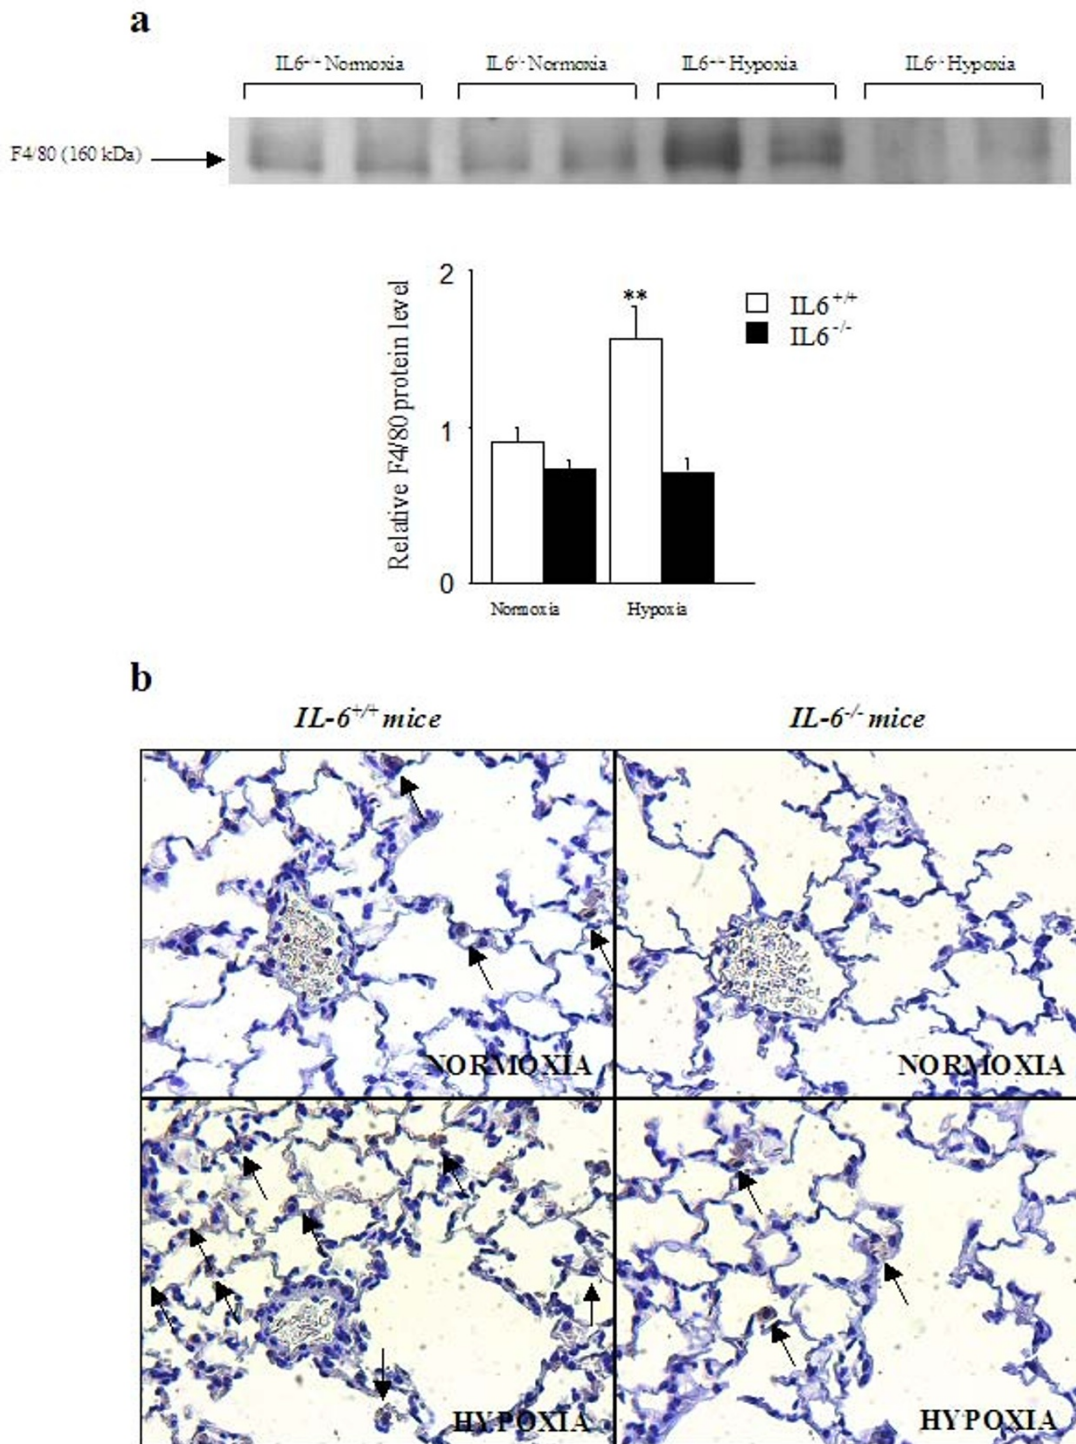 a
IL6+/+ Normoxia IL6-/- Normoxia IL6+/+ Hypoxia IL6-/- Hypoxia
F4/80 (160 kDa)
2
1
0
Relative F4/80 protein level
**
IL6+/+
IL6-/-
Normoxia Hypoxia
b
IL-6+/+ mice IL-6-/- mice
NORMOXIA NORMOXIA
HYPOXIA HYPOXIA